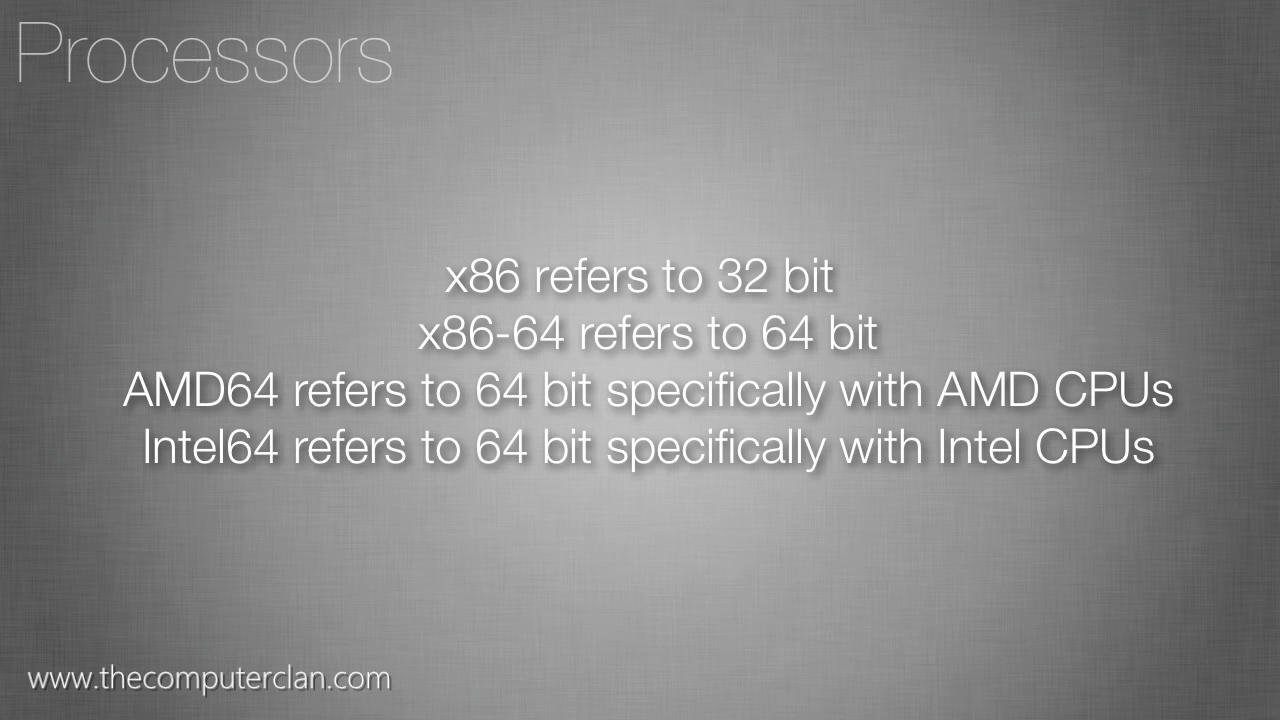 Processors
x86 refers to 32 bit
x86-64 refers to 64 bit
AMD64 refers to 64 bit specifically with AMD CPUs
Intel64 refers to 64 bit specifically with Intel CPUs
www.thecomputerclan.com